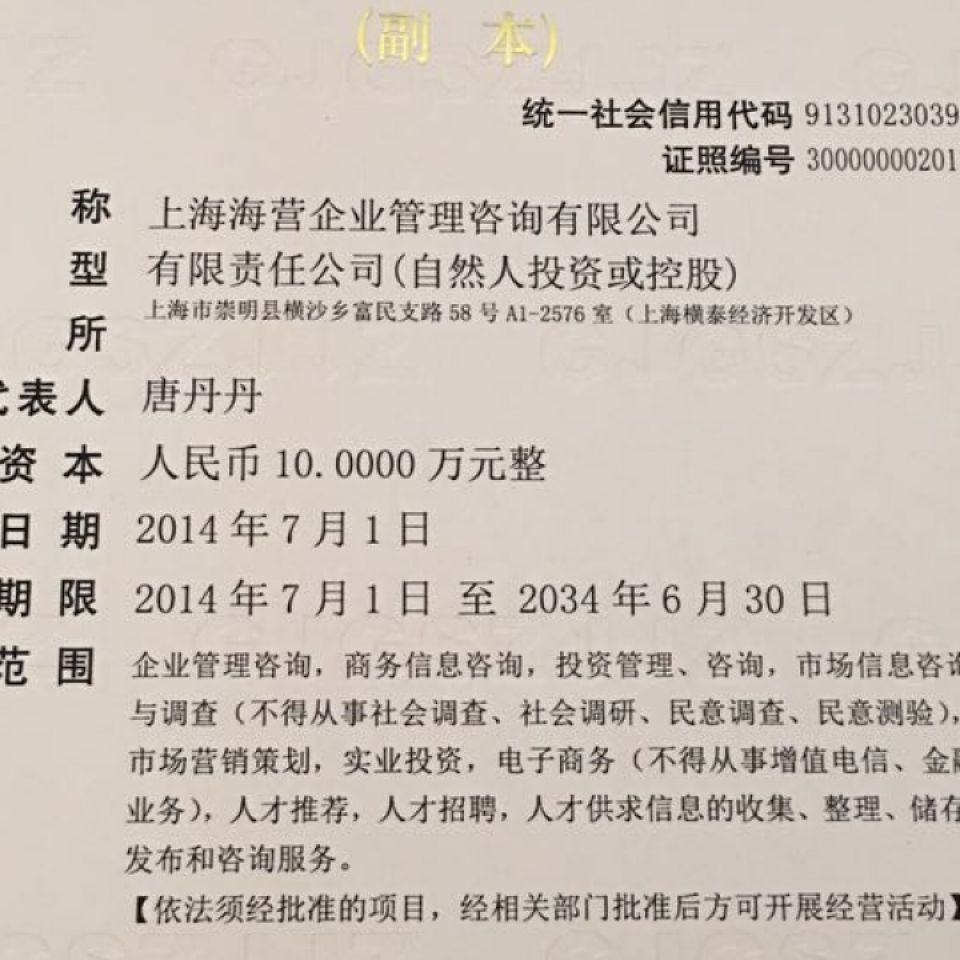 (副 本)
统一社会信用代码 9131023039
证照编号 30000000201
称 上海海营企业管理咨询有限公司
型 有限责任公司(自然人投资或控股)
所 上海市崇明县横沙乡富民支路 58 号 A1-2576 室（上海横泰经济开发区）
代表人 唐丹丹
资本 人民币 10.0000 万元整
日期 2014 年 7 月 1 日
期限 2014 年 7 月 1 日 至 2034 年 6 月 30 日
范围 企业管理咨询，商务信息咨询，投资管理、咨询，市场信息咨询
与调查（不得从事社会调查、社会调研、民意调查、民意测验），
市场营销策划，实业投资，电子商务（不得从事增值电信、金融
业务），人才推荐，人才招聘，人才供求信息的收集、整理、储存
发布和咨询服务。
【依法须经批准的项目，经相关部门批准后方可开展经营活动】